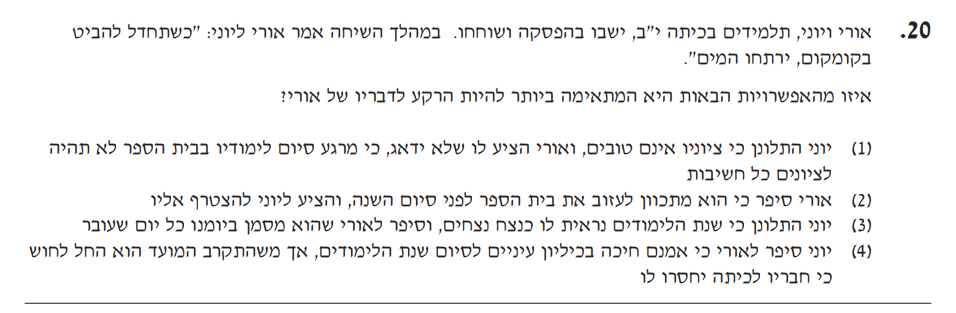 20. אורי ויוני, תלמידים בכיתה י"ב, ישבו בהפסקה ושוחחו. במהלך השיחה אמר אורי ליוני: "כשתחדל להביט
בקומקום, ירתחו המים".
איזו מהאפשרויות הבאות היא המתאימה ביותר להיות הרקע לדבריו של אורי?
(1) יוני התלונן כי ציוניו אינם טובים, ואורי הציע לו שלא ידאג, כי מרגע סיום לימודיו בבית הספר לא תהיה
לציונים כל חשיבות
(2) אורי סיפר כי הוא מתכוון לעזוב את בית הספר לפני סיום השנה, והציע ליוני להצטרף אליו
(3) יוני התלונן כי שנת הלימודים נראית לו כנצח נצחים, וסיפר לאורי שהוא מסמן ביומנו כל יום שעובר
(4) יוני סיפר לאורי כי אמנם חיכה בכיליון עיניים לסיום שנת הלימודים, אך משהתקרב המועד הוא החל לחוש
כי חבריו לכיתה יחסרו לו